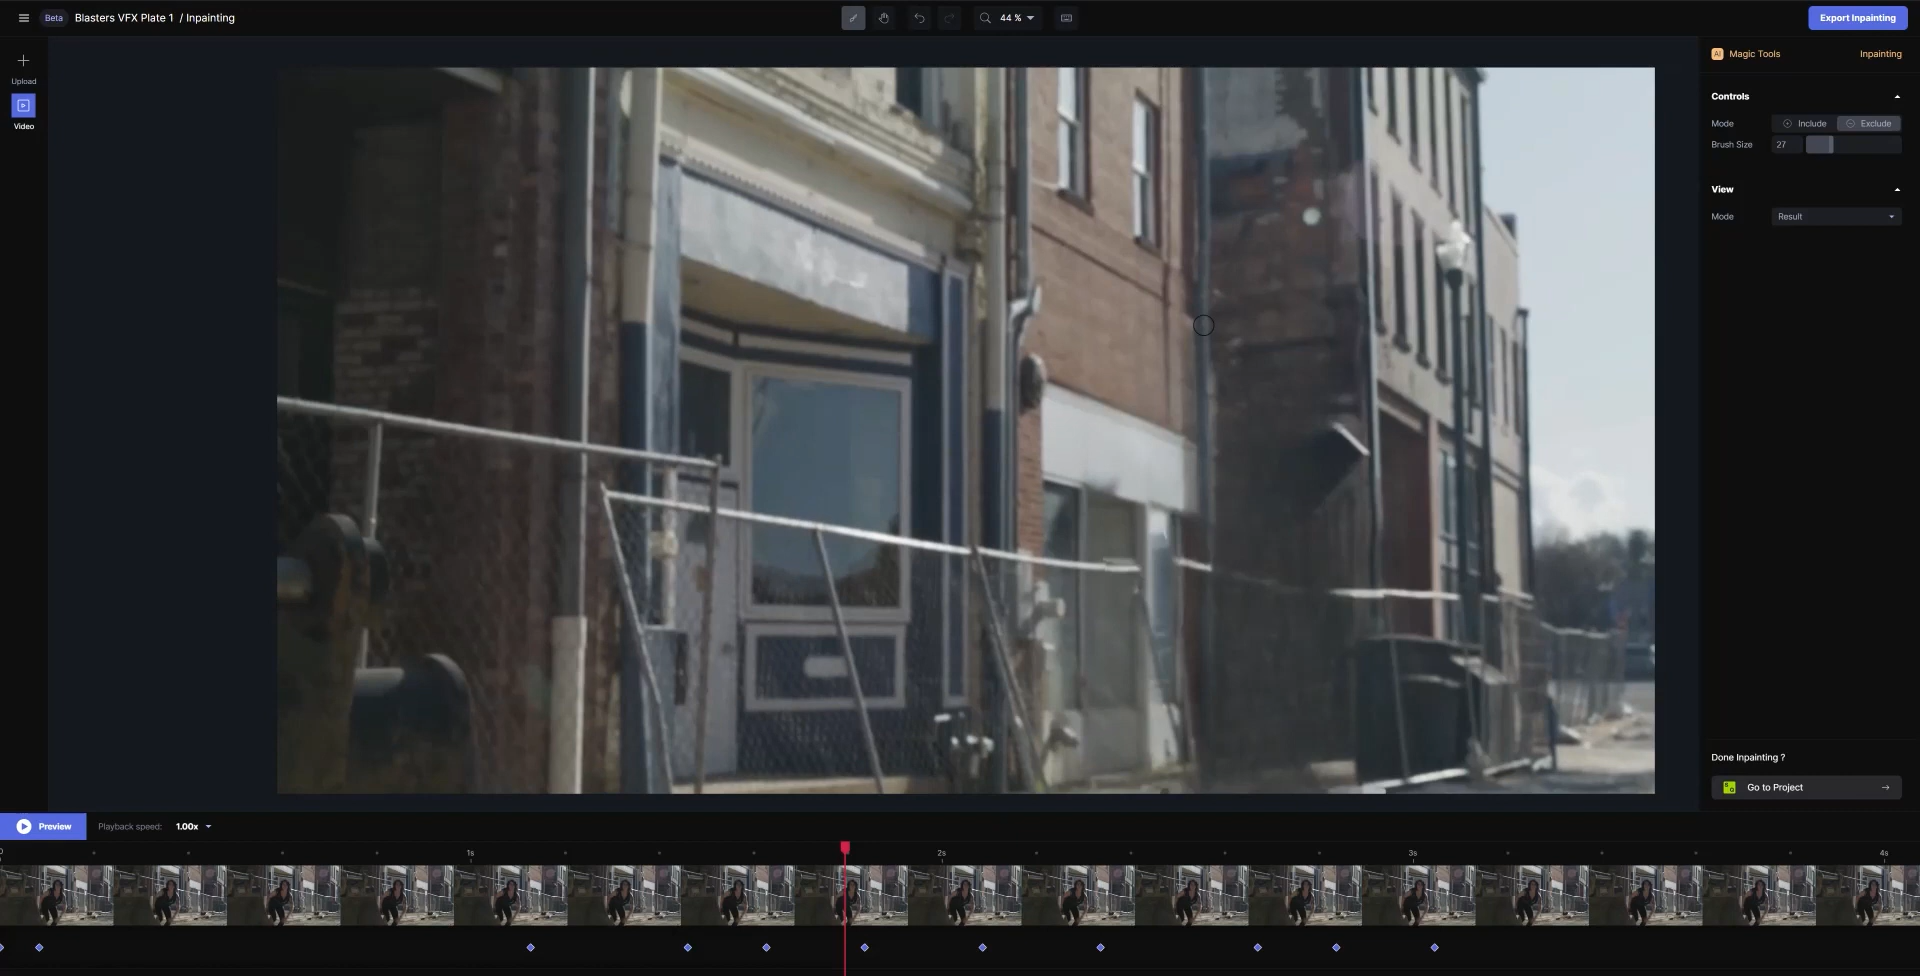 Beta Blasters VFX Plate 1 / Inpainting
44 %
Export Inpainting
Upload
Video
AI Magic Tools Inpainting
Controls
Mode Include Exclude
Brush Size 27
View
Mode Result
Done Inpainting ?
Go to Project
Preview Playback speed: 1.00x
0 1s 2s 3s 4s